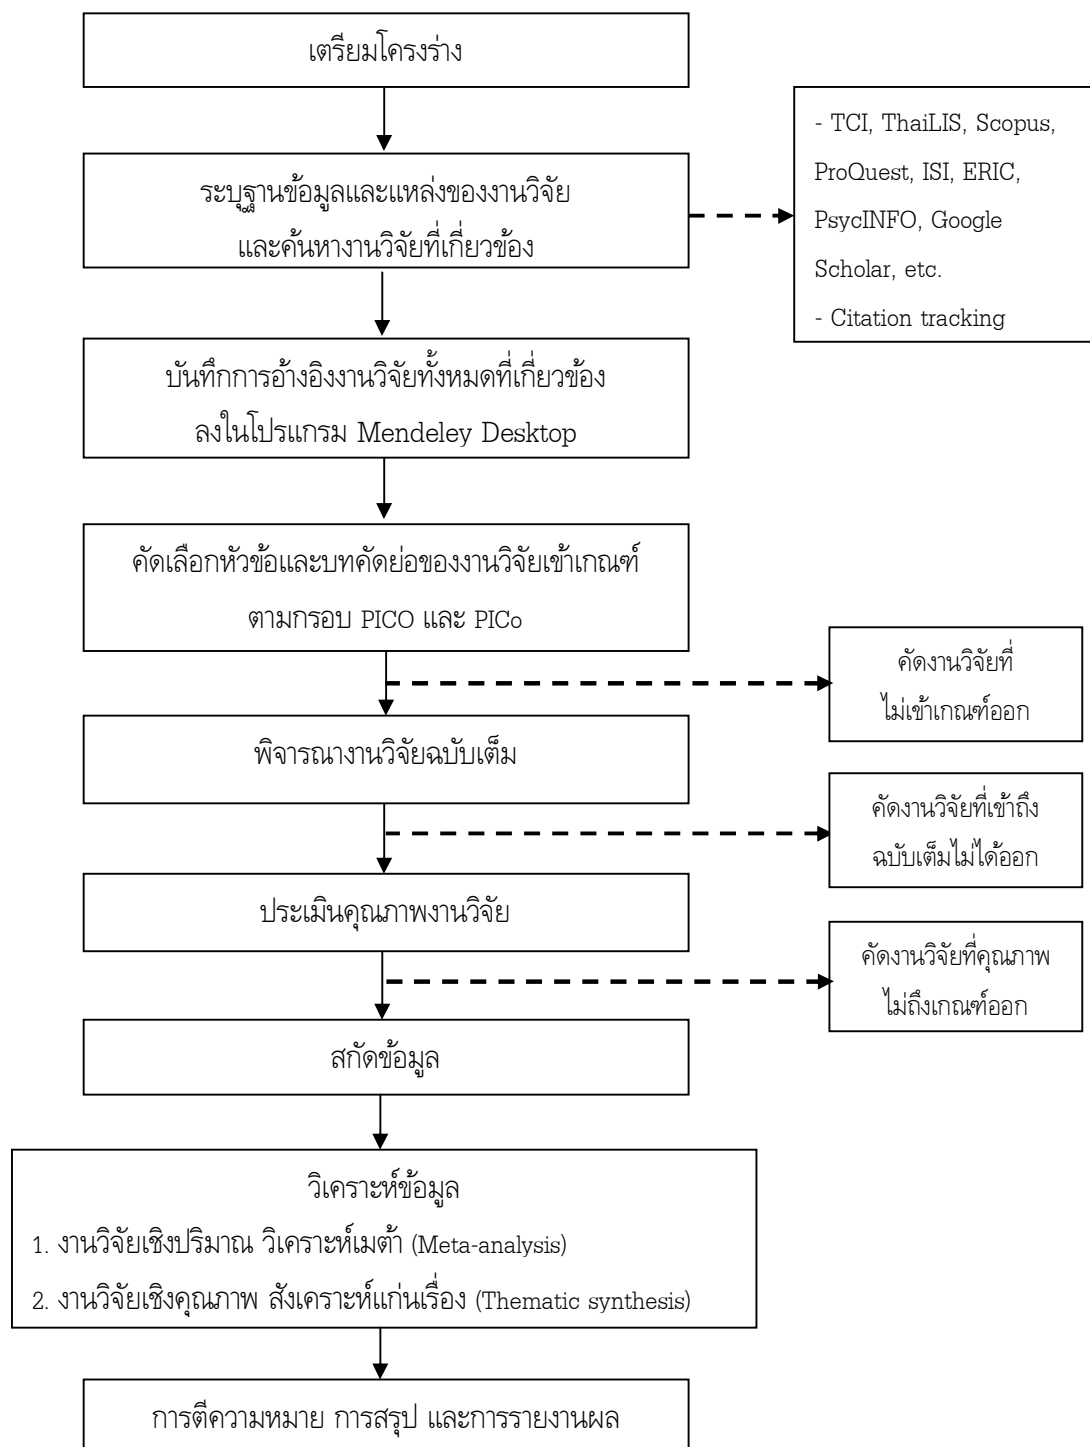 เตรียมโครงร่าง
ระบุฐานข้อมูลและแหล่งของงานวิจัย
และค้นหางานวิจัยที่เกี่ยวข้อง
- TCI, ThaiLIS, Scopus,
ProQuest, ISI, ERIC,
PsycINFO, Google
Scholar, etc.
- Citation tracking
บันทึกการอ้างอิงงานวิจัยทั้งหมดที่เกี่ยวข้อง
ลงในโปรแกรม Mendeley Desktop
คัดเลือกหัวข้อและบทคัดย่อของงานวิจัยเข้าเกณฑ์
ตามกรอบ PICO และ PICo
คัดงานวิจัยที่
ไม่เข้าเกณฑ์ออก
พิจารณางานวิจัยฉบับเต็ม
คัดงานวิจัยที่เข้าถึง
ฉบับเต็มไม่ได้ออก
ประเมินคุณภาพงานวิจัย
คัดงานวิจัยที่คุณภาพ
ไม่ถึงเกณฑ์ออก
สกัดข้อมูล
วิเคราะห์ข้อมูล
1. งานวิจัยเชิงปริมาณ วิเคราะห์เมต้า (Meta-analysis)
2. งานวิจัยเชิงคุณภาพ สังเคราะห์แก่นเรื่อง (Thematic synthesis)
การตีความหมาย การสรุป และการรายงานผล